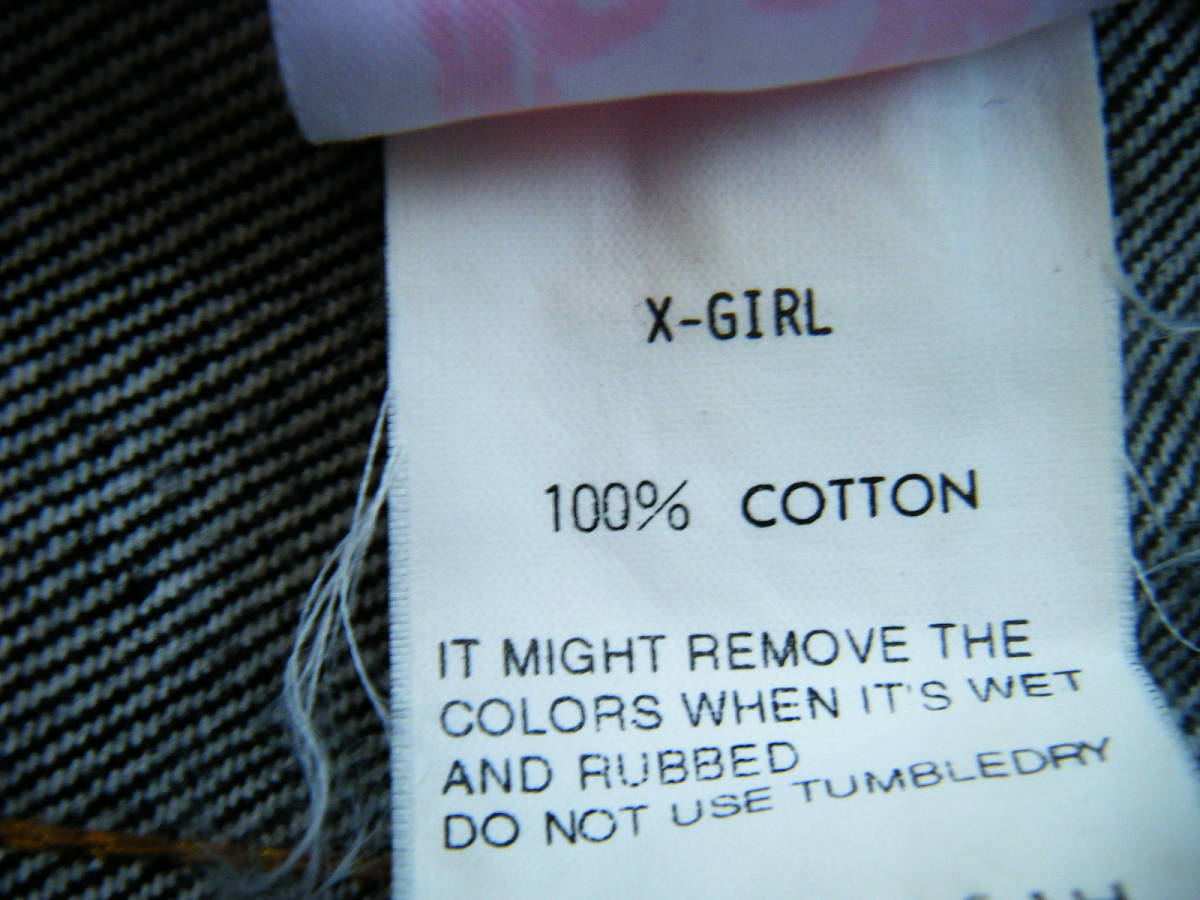 X-GIRL
100% COTTON
IT MIGHT REMOVE THE
COLORS WHEN IT'S WET
AND RUBBED
DO NOT USE TUMBLEDRY